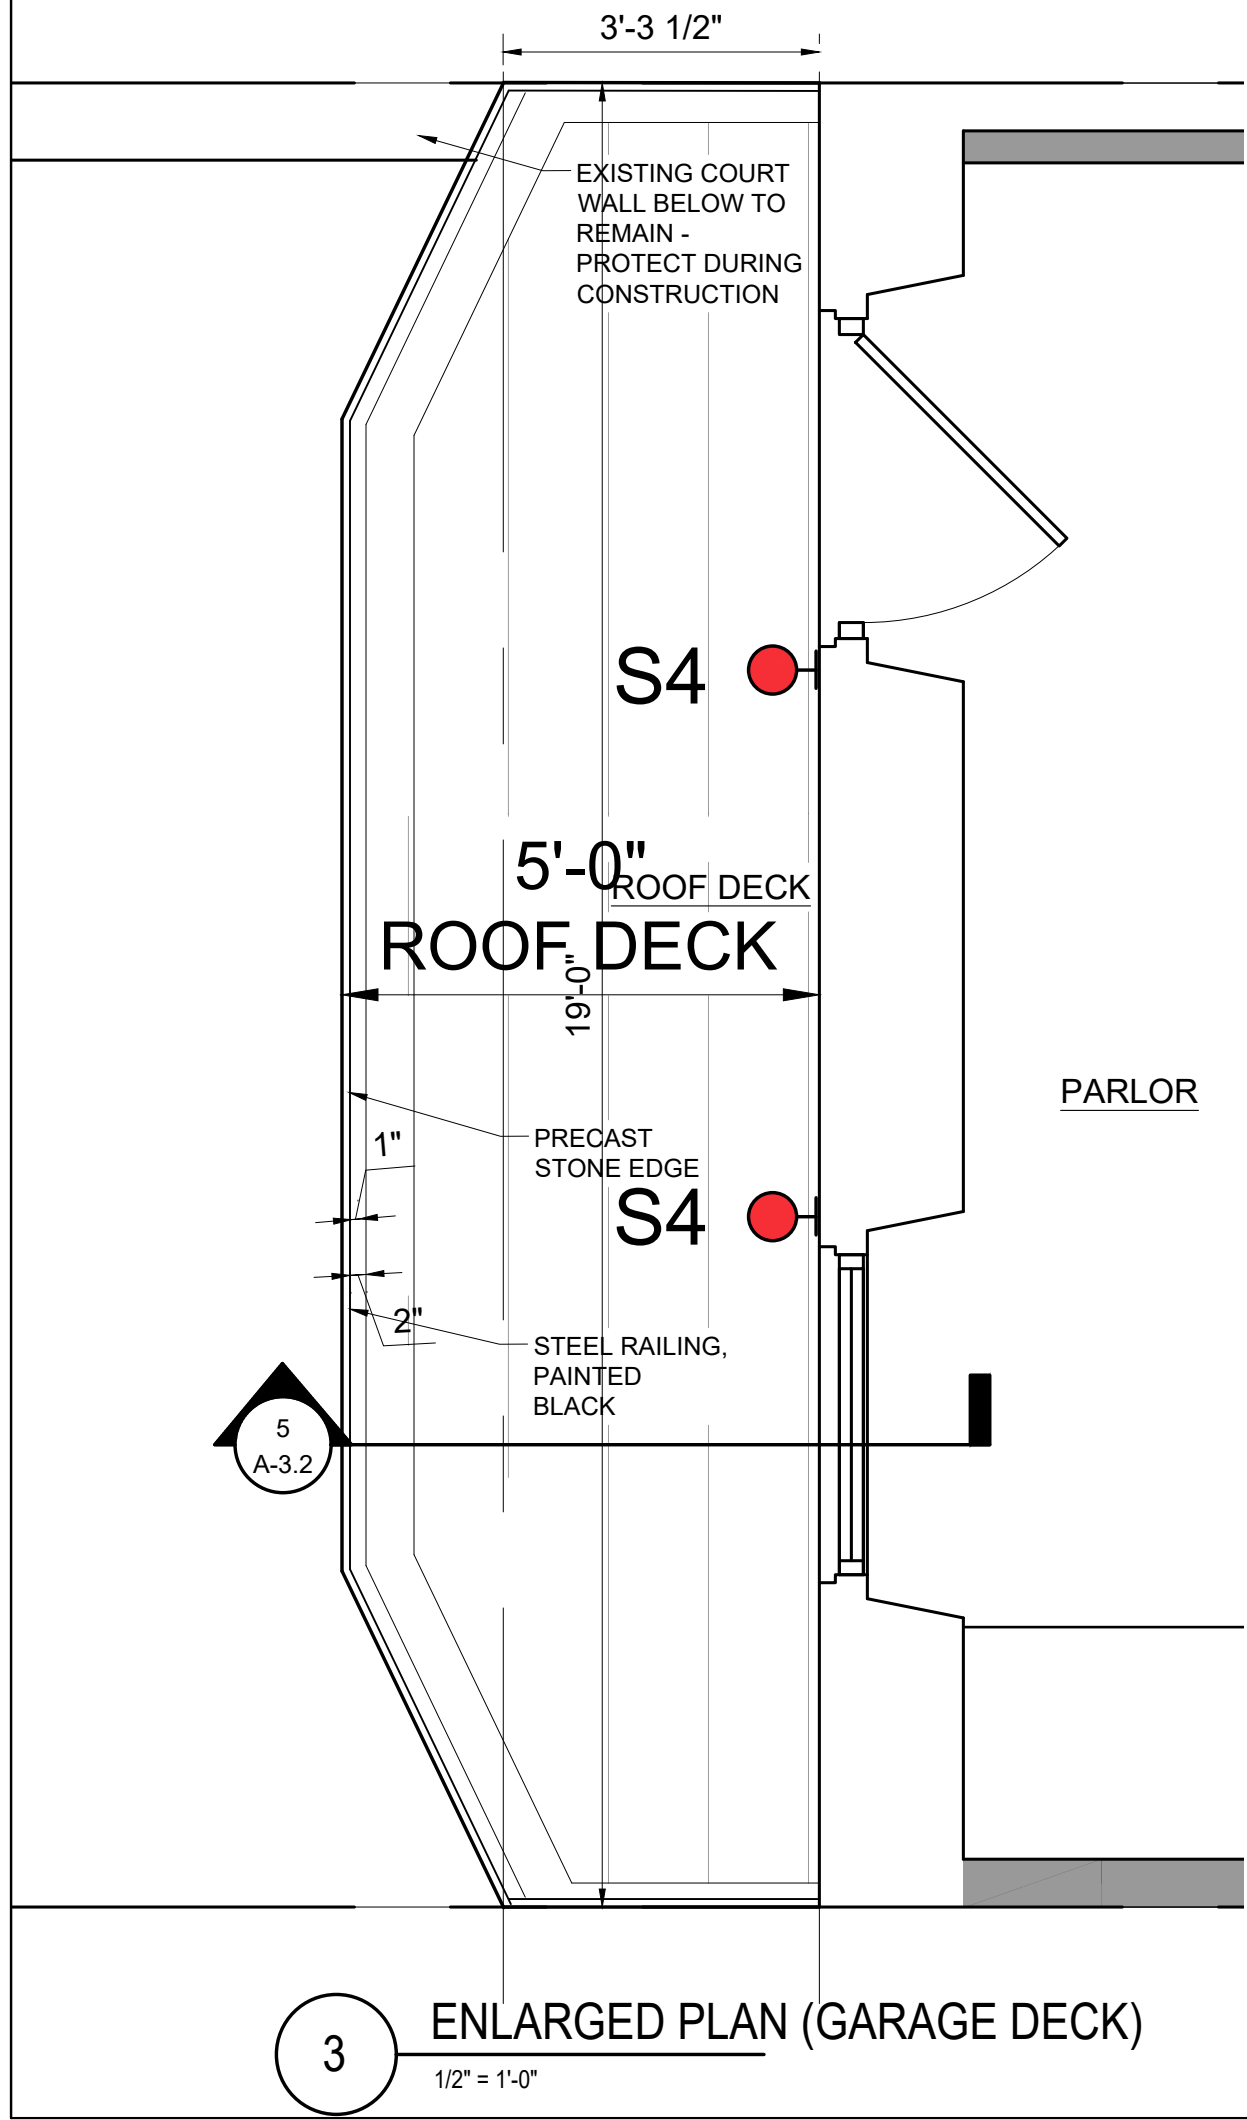 3'-3 1/2"
EXISTING COURT
WALL BELOW TO
REMAIN -
PROTECT DURING
CONSTRUCTION
S4
5'-0"
ROOF DECK
ROOF DECK
19'-0"
PARLOR
PRECAST
STONE EDGE
1"
S4
2"
STEEL RAILING,
PAINTED
BLACK
5
A-3.2
3
ENLARGED PLAN (GARAGE DECK)
1/2" = 1'-0"